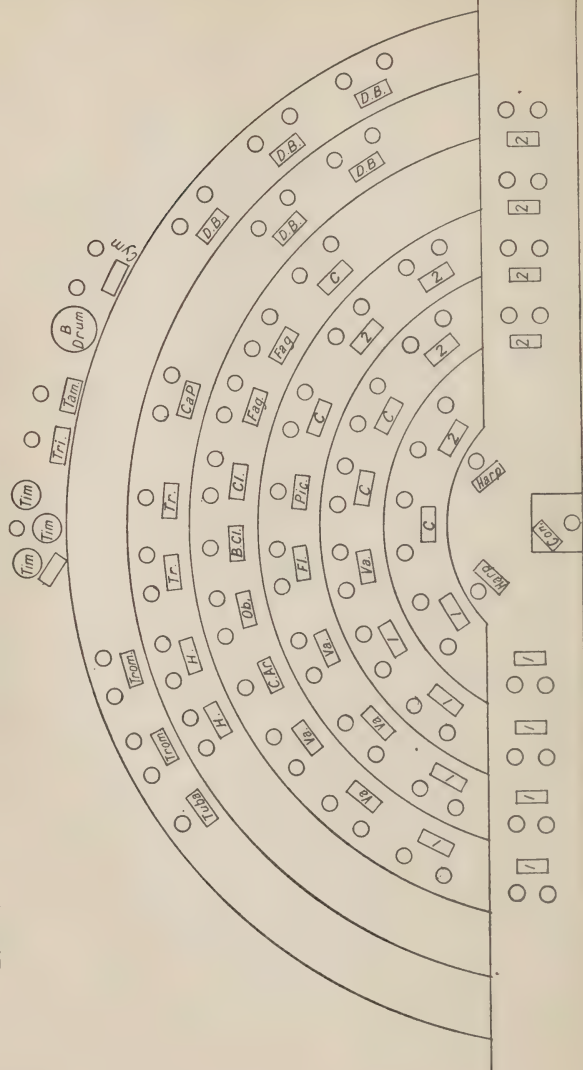 Tim
Tim
Tim
Tri.
Tam.
B
Drum
Cym
Tuba
Trom.
Trom.
H.
H.
Tr.
Tr.
CaP
D.B.
D.B.
D.B.
C.Ar.
Ob.
B.Cl.
Cl.
Fag
Fag
C
D.B.
D.B
1
Va
Va.
Va.
Fl.
Pic.
C
2
2
1
Va
1
Va.
C
C
2
1
1
C
2
Harp
Harp
Con.
1
1
1
1
2
2
2
2